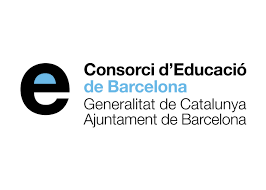 Consorci d'Educació
de Barcelona
Generalitat de Catalunya
Ajuntament de Barcelona